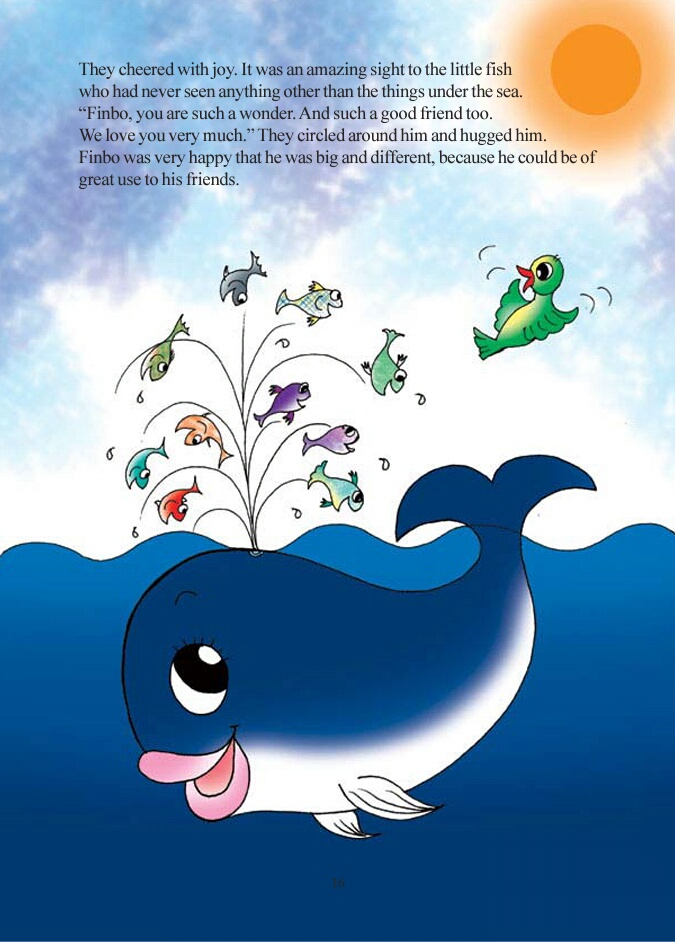 They cheered with joy. It was an amazing sight to the little fish
who had never seen anything other than the things under the sea.
“Finbo, you are such a wonder. And such a good friend too.
We love you very much.” They circled around him and hugged him.
Finbo was very happy that he was big and different, because he could be of
great use to his friends.
16